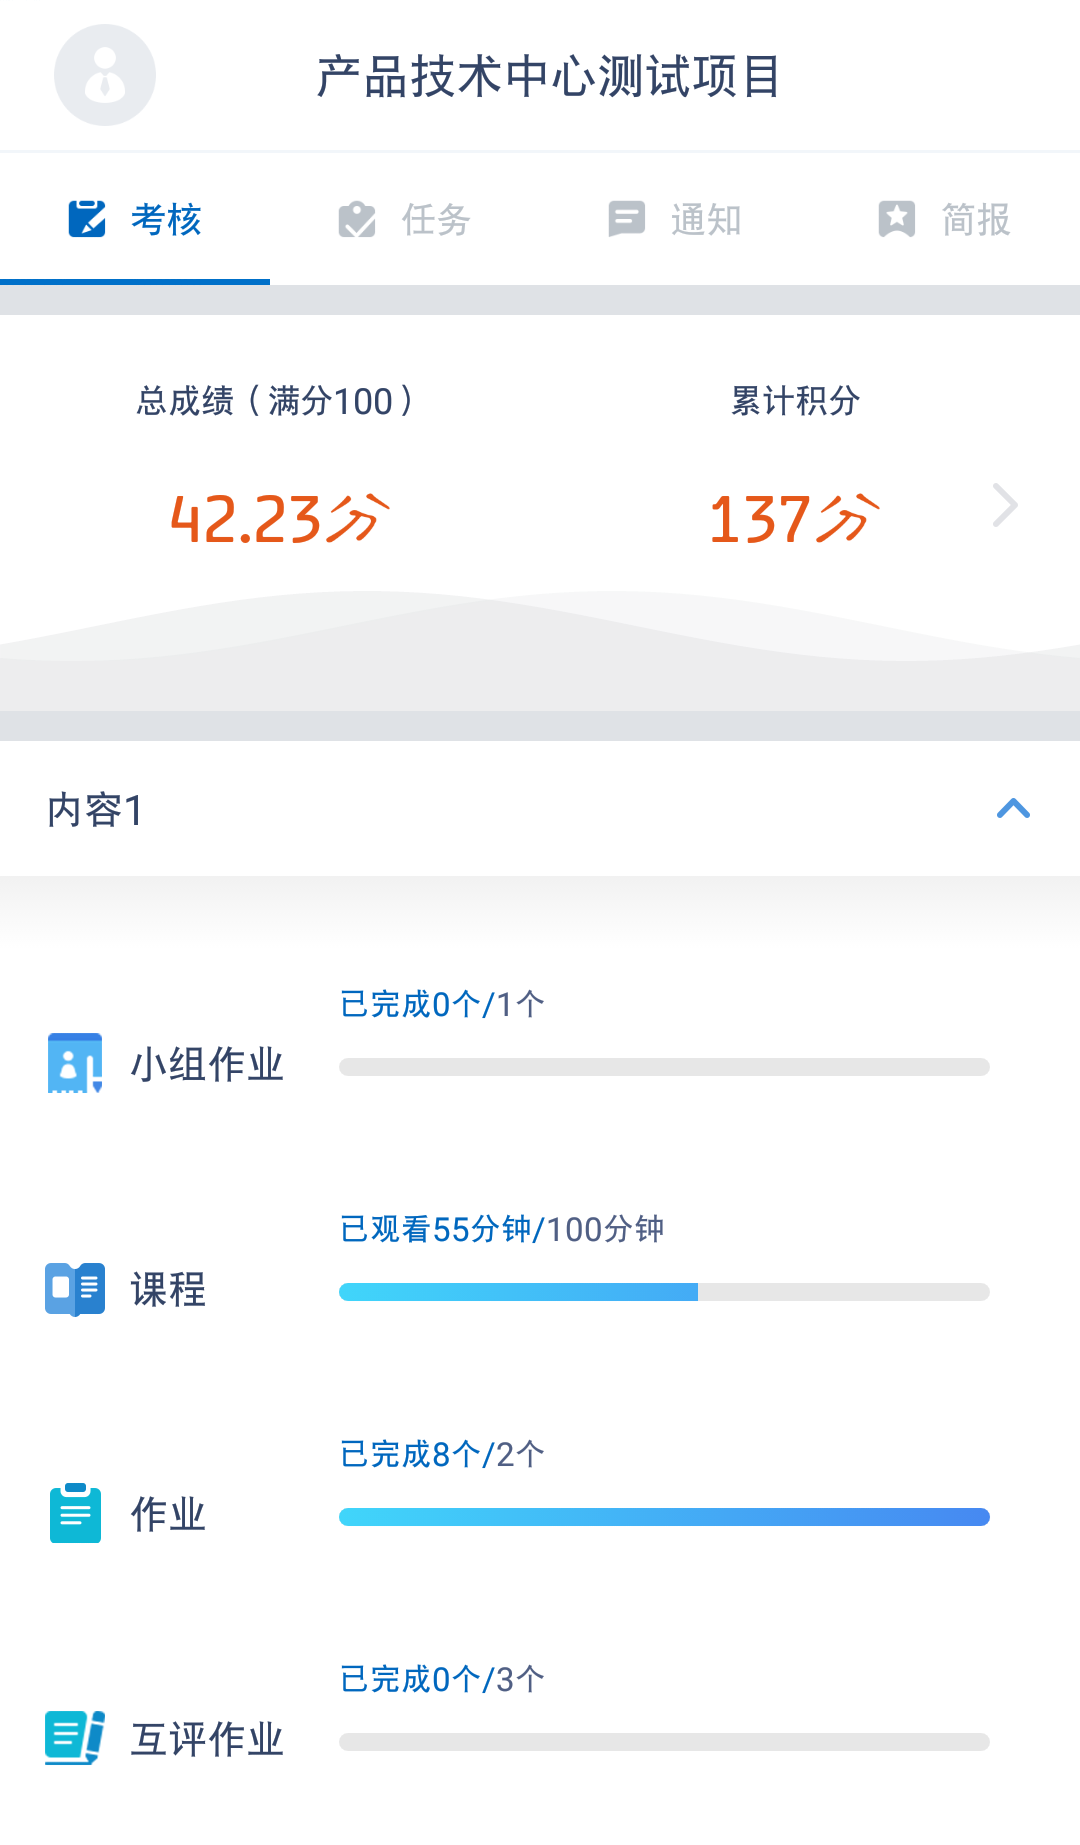 产品技术中心测试项目
考核 任务 通知 简报
总成绩（满分100） 累计积分
42.23分 137分
内容1
已完成0个/1个
小组作业
已观看55分钟/100分钟
课程
已完成8个/2个
作业
已完成0个/3个
互评作业